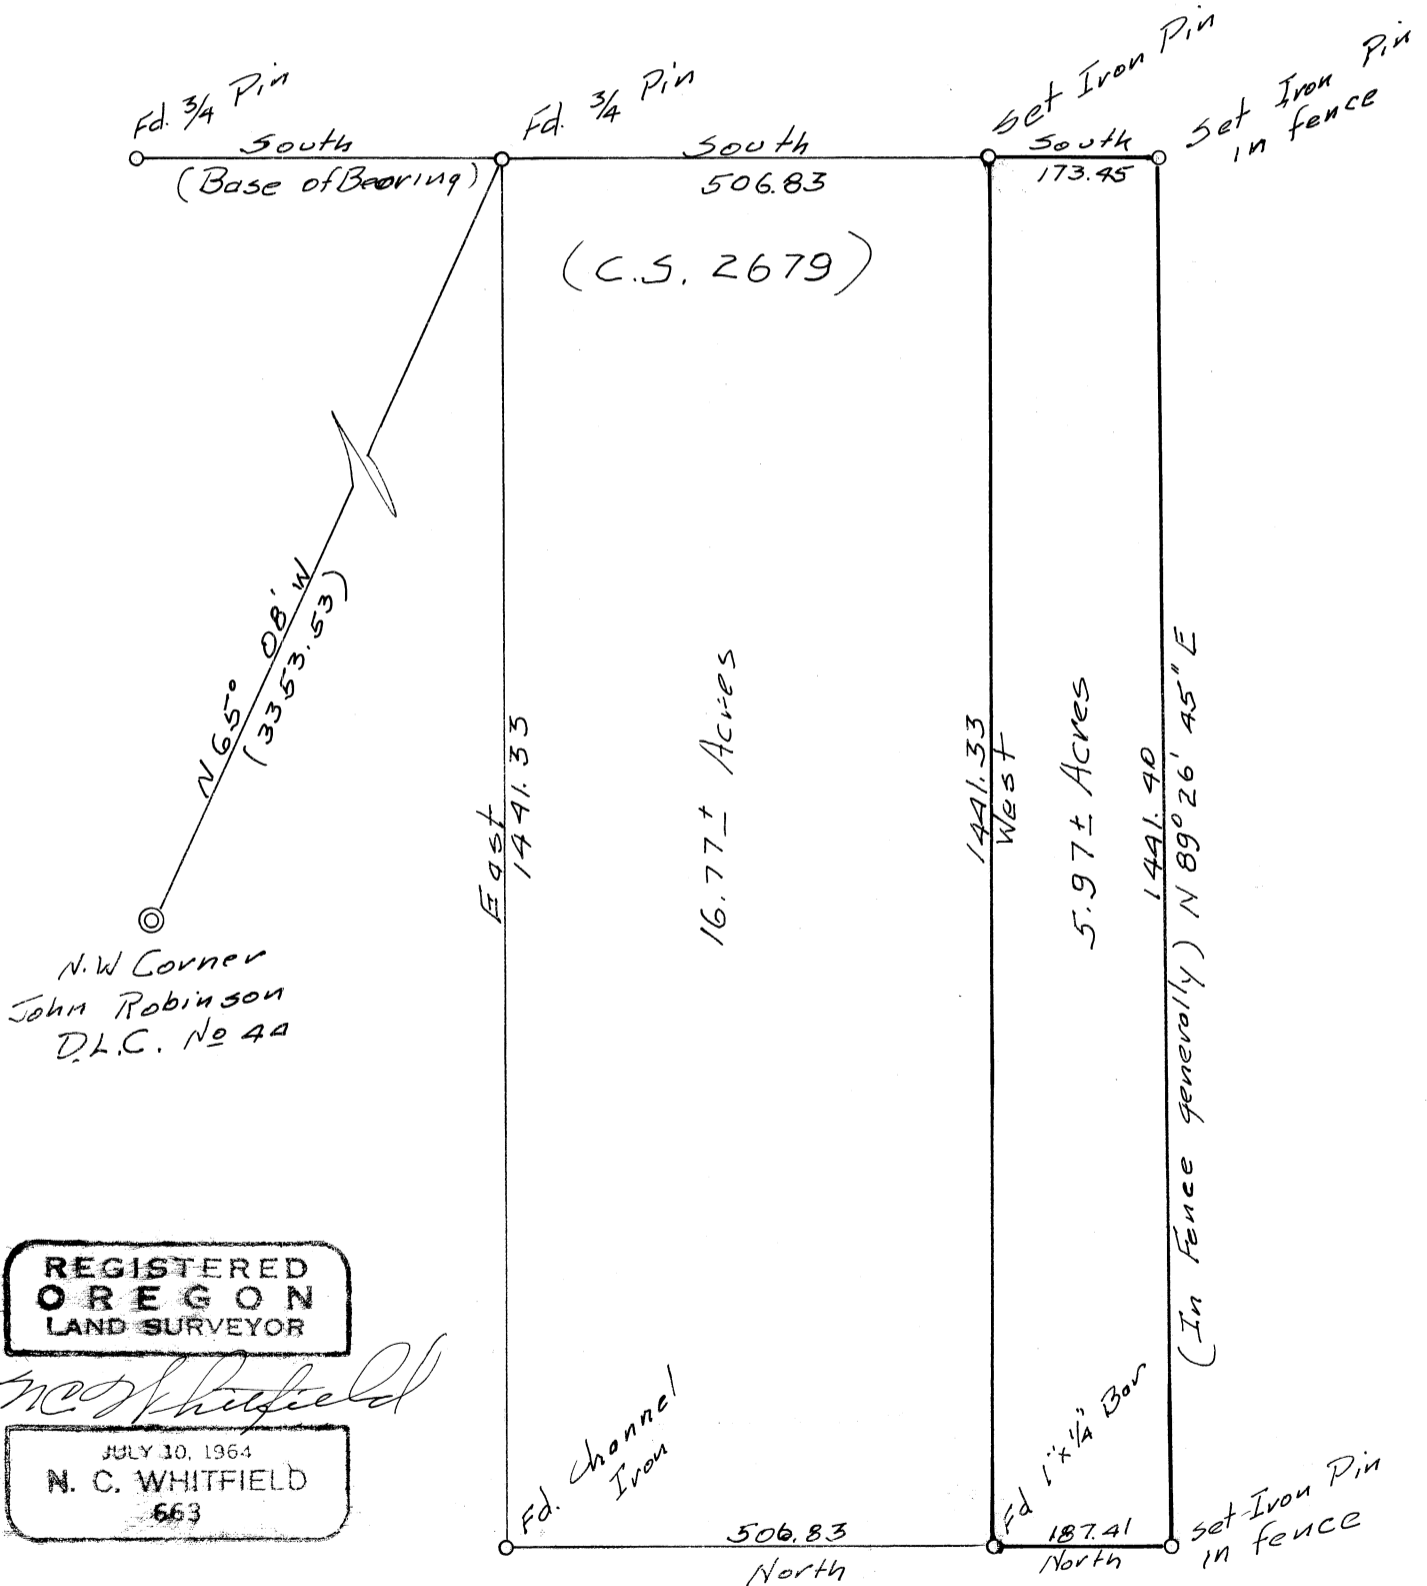 Fd. 3/4 Pin
Fd. 3/4 Pin
Set Iron Pin
Set Iron Pin
in fence
South
(Base of Bearing)
South
506.83
South
173.45
(C.S. 2679)
N 65° 08' W
(3353.53)
East
1441.33
16.77 ± Acres
1441.33
West
5.97 ± Acres
1441.40
(In Fence generally) N 89° 26' 45" E
N.W Corner
John Robinson
D.L.C. No 44
REGISTERED
OREGON
LAND SURVEYOR
N.C. Whitfield
JULY 10, 1964
N. C. WHITFIELD
663
Fd. Channel
Iron
Fd 1" x 1/4" Bar
506.83
North
187.41
North
set Iron Pin
in fence